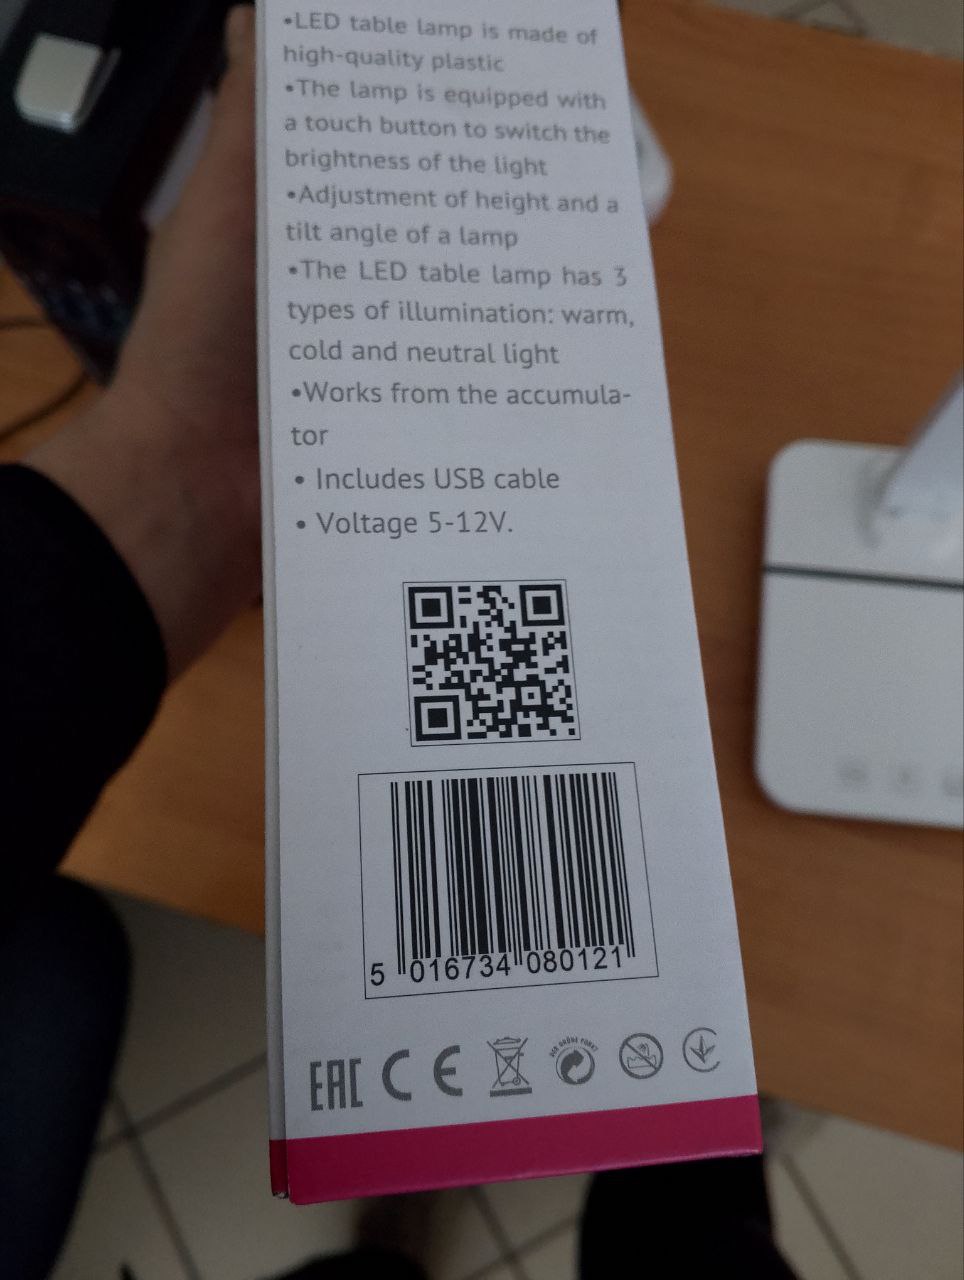 •LED table lamp is made of
high-quality plastic
•The lamp is equipped with
a touch button to switch the
brightness of the light
•Adjustment of height and a
tilt angle of a lamp
•The LED table lamp has 3
types of illumination: warm,
cold and neutral light
•Works from the accumula-
tor
• Includes USB cable
• Voltage 5-12V.
5 016734 080121
EAC CE DER GRÜNE PUNKT